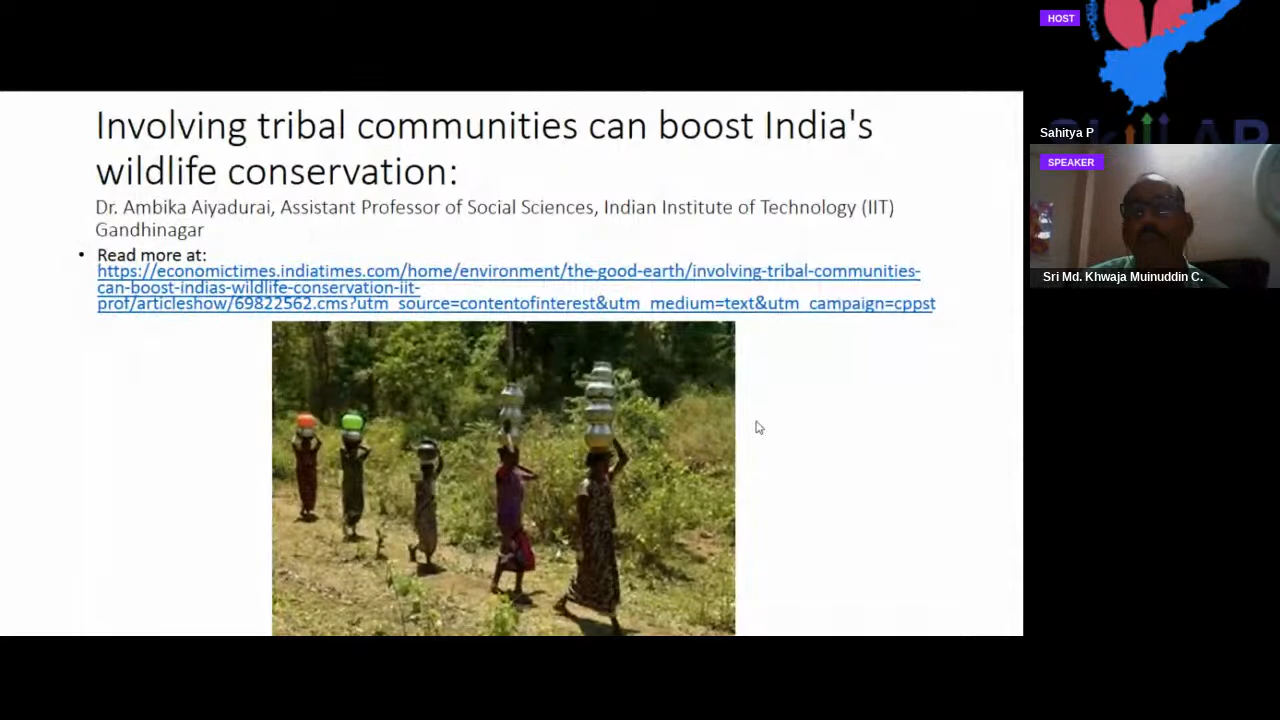 Involving tribal communities can boost India's
wildlife conservation:
Dr. Ambika Aiyadurai, Assistant Professor of Social Sciences, Indian Institute of Technology (IIT)
Gandhinagar
• Read more at:
https://economictimes.indiatimes.com/home/environment/the-good-earth/involving-tribal-communities-
can-boost-indias-wildlife-conservation-iit-
prof/articleshow/69822562.cms?utm_source=contentofinterest&utm_medium=text&utm_campaign=cppst
HOST
Sahitya P
SPEAKER
Sri Md. Khwaja Muinuddin C.